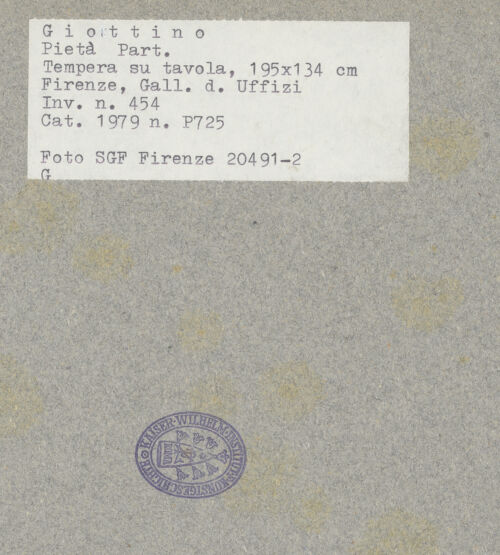 Giottino
Pietà Part.
Tempera su tavola, 195x134 cm
Firenze, Gall. d. Uffizi
Inv. n. 454
Cat. 1979 n. P725
Foto SGF Firenze 20491-2
G
KAISER-WILHELM-INSTITUT F. KUNSTGESCHICHTE